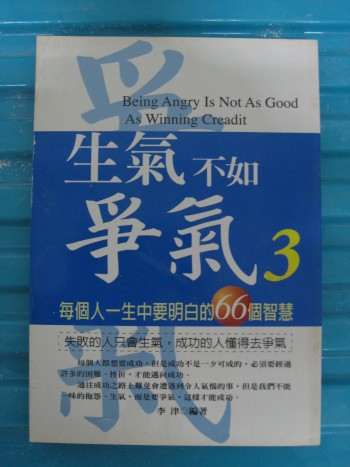 爭氣
Being Angry Is Not As Good
As Winning Creadit
生氣不如
爭氣3
每個人一生中要明白的66個智慧
失敗的人只會生氣，成功的人懂得去爭氣
每個人都想要成功，但是成功不是一夕可成的，必須要經過
許多的困難、挫折，才能邁向成功。
通往成功之路上難免會遭遇到令人氣惱的事，但是我們不能
一味的抱怨、生氣，而是要爭氣，這樣才能成功。
李津 編著